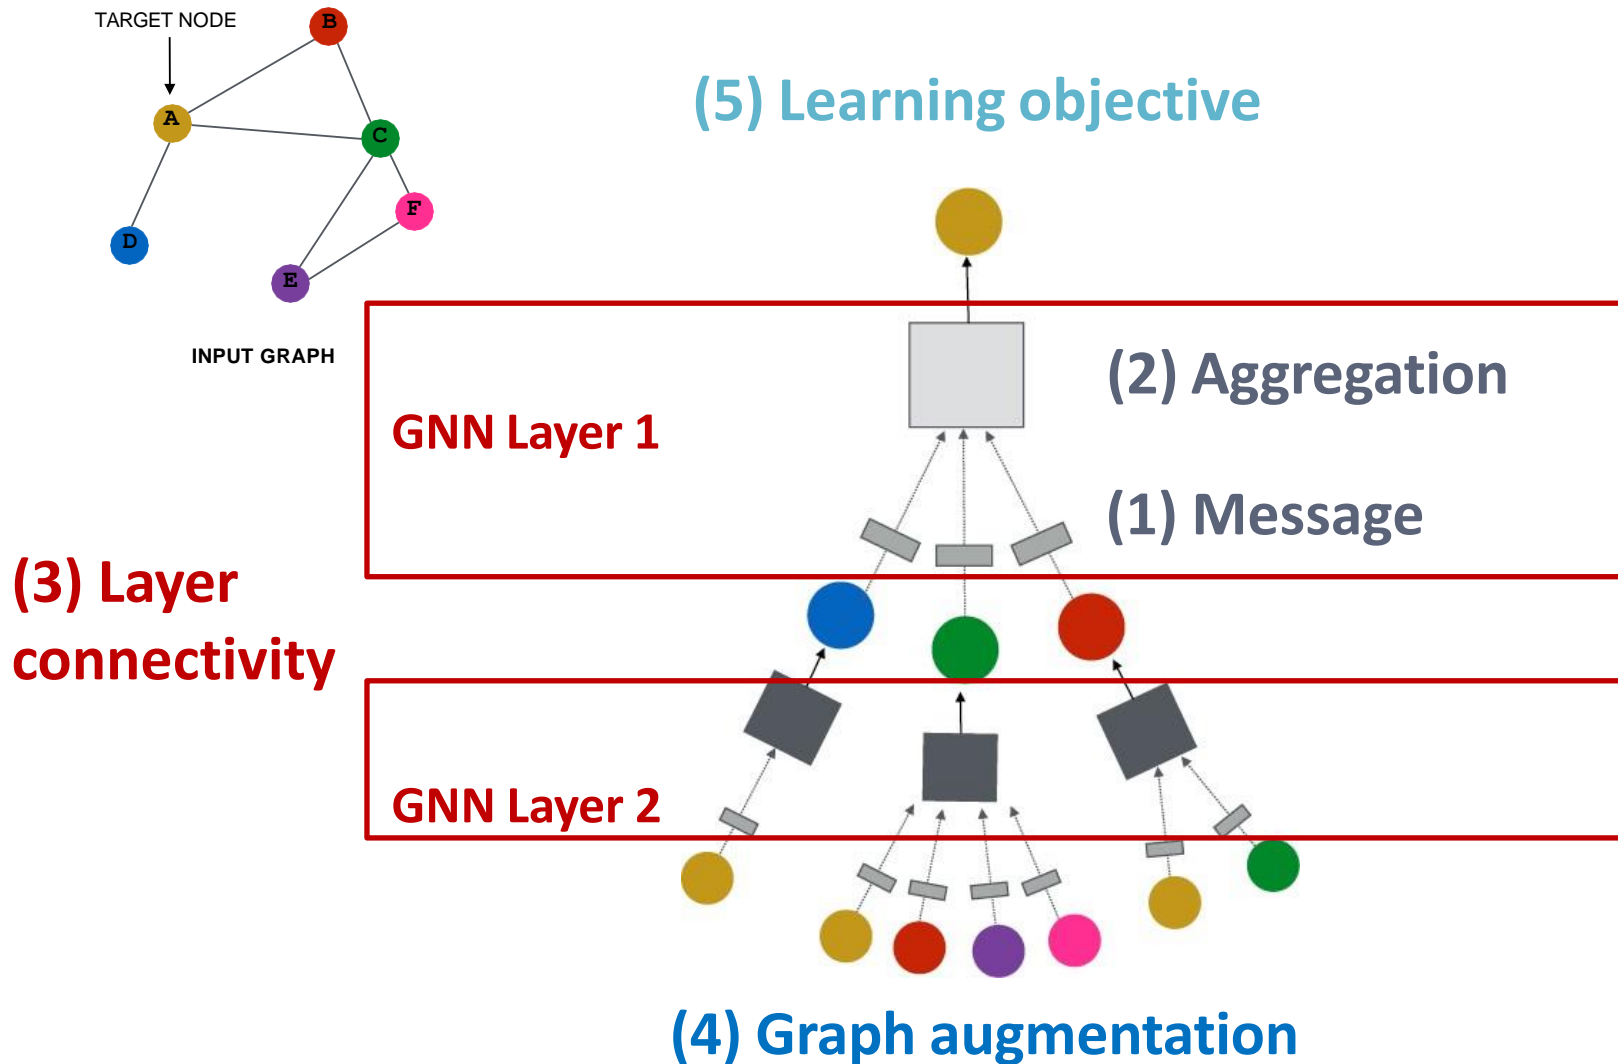 TARGET NODE
B
A
C
F
D
E
INPUT GRAPH
(5) Learning objective
(2) Aggregation
GNN Layer 1
(1) Message
(3) Layer
connectivity
GNN Layer 2
(4) Graph augmentation